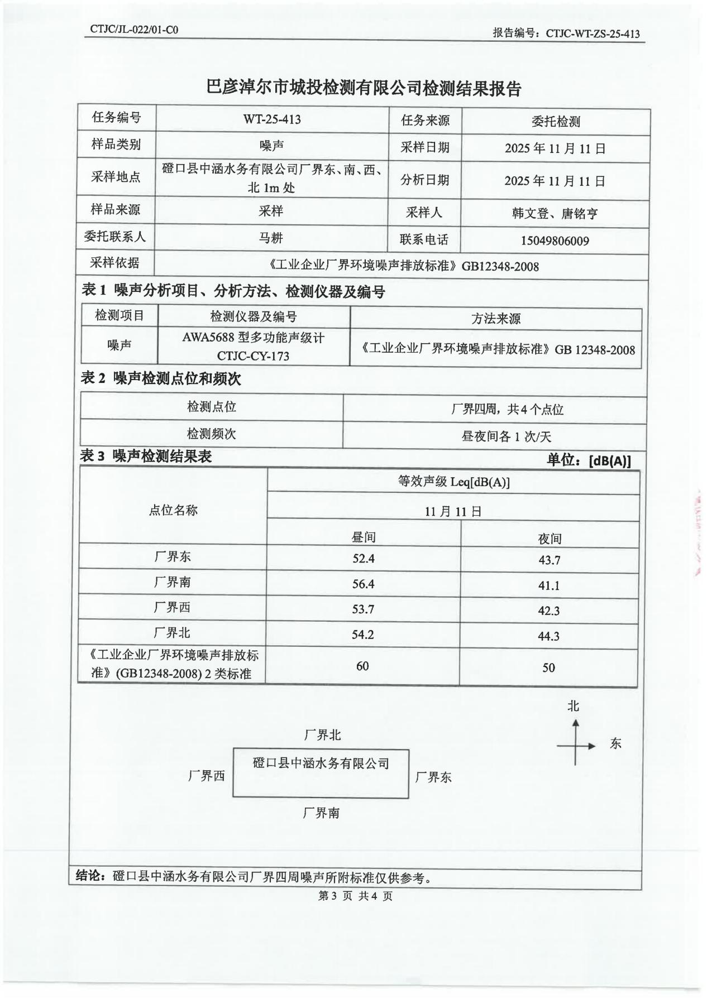 CTJC/JL-022/01-C0
报告编号：CTJC-WT-ZS-25-413
巴彦淖尔市城投检测有限公司检测结果报告
任务编号 WT-25-413 任务来源 委托检测
样品类别 噪声 采样日期 2025 年 11 月 11 日
采样地点 磴口县中涵水务有限公司厂界东、南、西、
北 1m 处 分析日期 2025 年 11 月 11 日
样品来源 采样 采样人 韩文登、唐铭亨
委托联系人 马耕 联系电话 15049806009
采样依据 《工业企业厂界环境噪声排放标准》GB12348-2008
表 1 噪声分析项目、分析方法、检测仪器及编号
检测项目 检测仪器及编号 方法来源
噪声 AWA5688 型多功能声级计
CTJC-CY-173 《工业企业厂界环境噪声排放标准》GB 12348-2008
表 2 噪声检测点位和频次
检测点位 厂界四周，共 4 个点位
检测频次 昼夜间各 1 次/天
表 3 噪声检测结果表 单位：[dB(A)]
点位名称 等效声级 Leq[dB(A)]
11 月 11 日
昼间 夜间
厂界东 52.4 43.7
厂界南 56.4 41.1
厂界西 53.7 42.3
厂界北 54.2 44.3
《工业企业厂界环境噪声排放标
准》(GB12348-2008) 2 类标准 60 50
北
东
厂界北
厂界西 磴口县中涵水务有限公司 厂界东
厂界南
结论：磴口县中涵水务有限公司厂界四周噪声所附标准仅供参考。
第 3 页 共 4 页